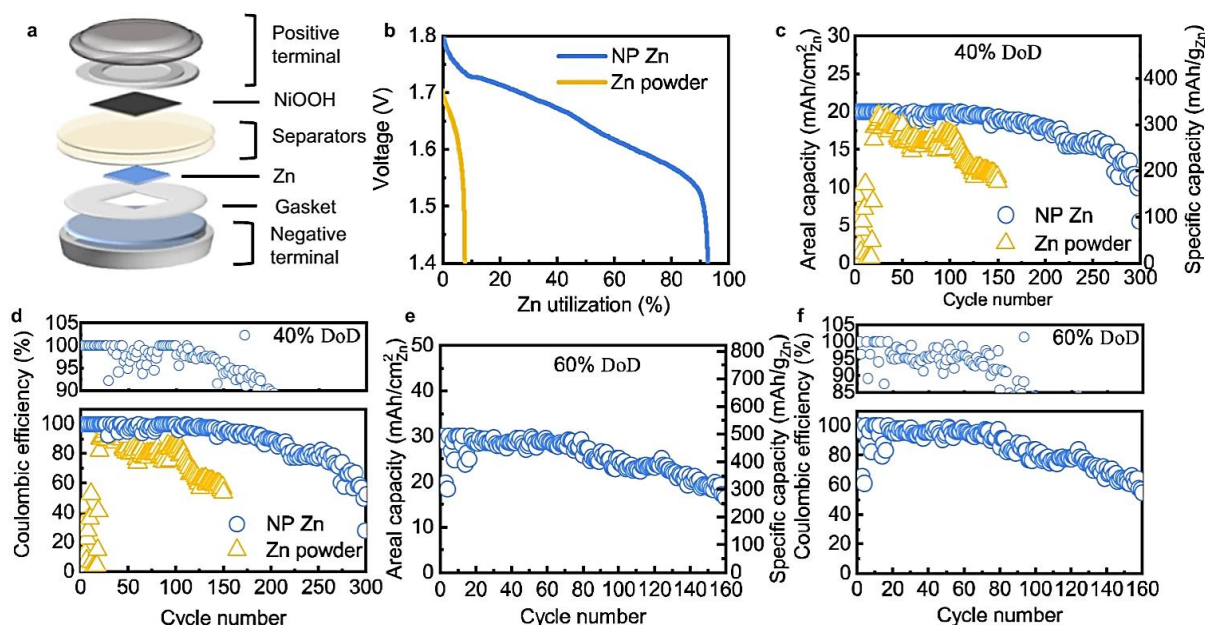 a
Positive
terminal
NiOOH
Separators
Zn
Gasket
Negative
terminal
b
1.8
1.7
1.6
1.5
1.4
Voltage (V)
NP Zn
Zn powder
0 20 40 60 80 100
Zn utilization (%)
c
40% DoD
30
25
20
15
10
5
0
Areal capacity (mAh/cm²Zn)
400
300
200
100
0
Specific capacity (mAh/gZn)
NP Zn
Zn powder
0 50 100 150 200 250 300
Cycle number
d
105
100
95
90
40% DoD
100
80
60
40
20
0
Coulombic efficiency (%)
NP Zn
Zn powder
0 50 100 150 200 250 300
Cycle number
e
60% DoD
50
40
30
20
10
0
Areal capacity (mAh/cm²Zn)
800
700
600
500
400
300
200
100
0
Specific capacity (mAh/gZn)
0 20 40 60 80 100 120 140 160
Cycle number
f
105
100
95
90
85
60% DoD
100
80
60
40
20
0
Coulombic efficiency (%)
NP Zn
0 20 40 60 80 100 120 140 160
Cycle number